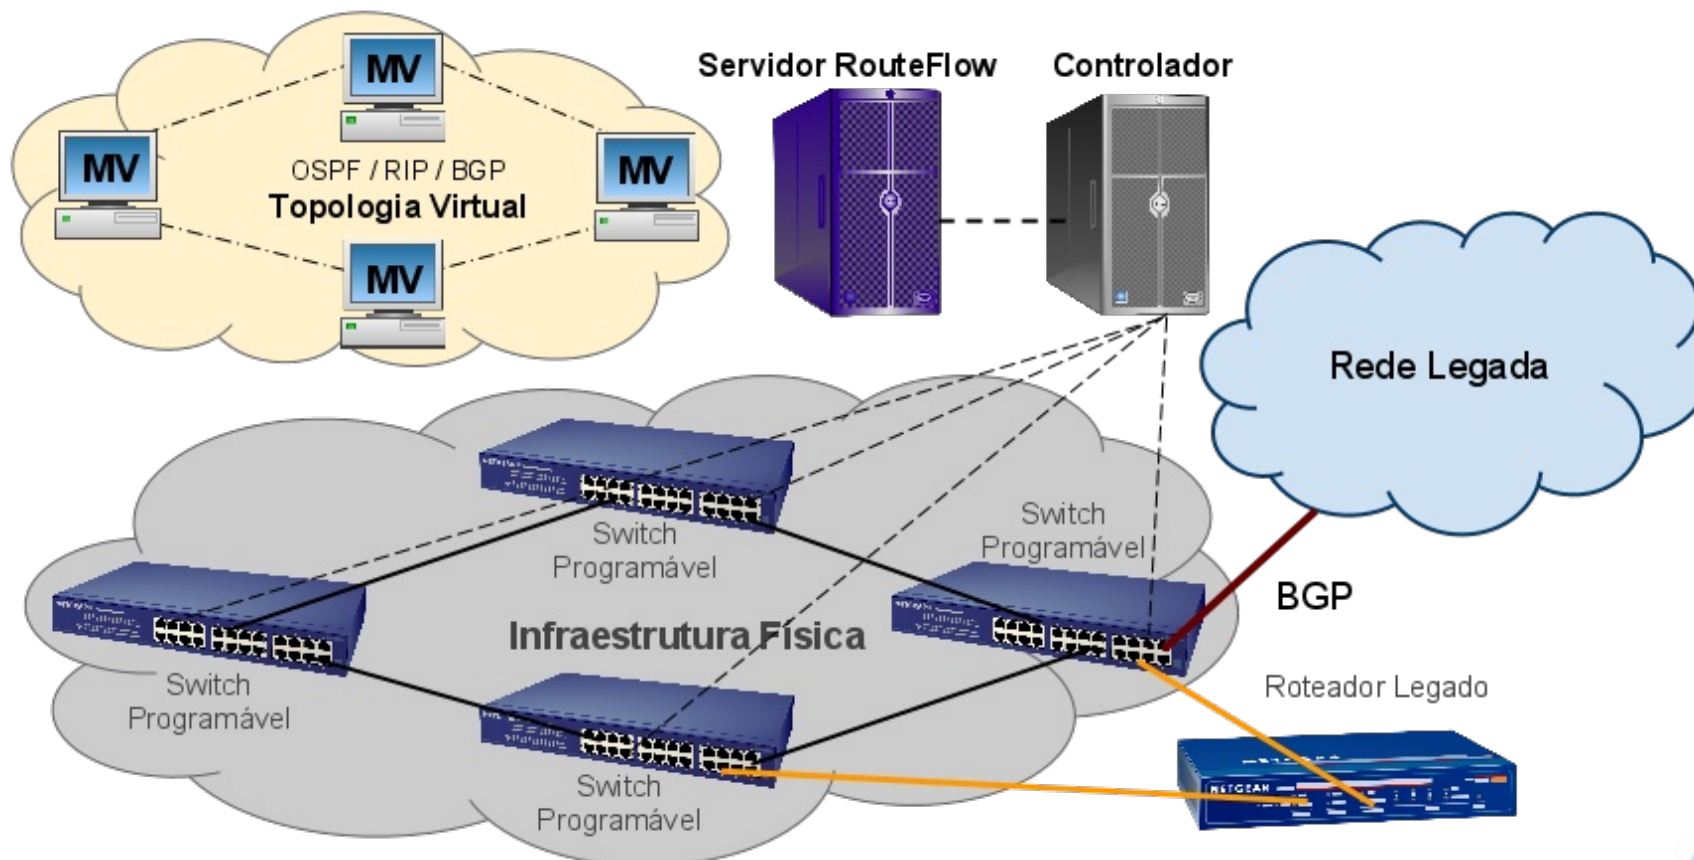 MV
MV
MV
MV
OSPF / RIP / BGP
Topologia Virtual
Servidor RouteFlow
Controlador
Rede Legada
Switch
Programável
Switch
Programável
Switch
Programável
Switch
Programável
Infraestrutura Física
BGP
Roteador Legado
NETGEAR